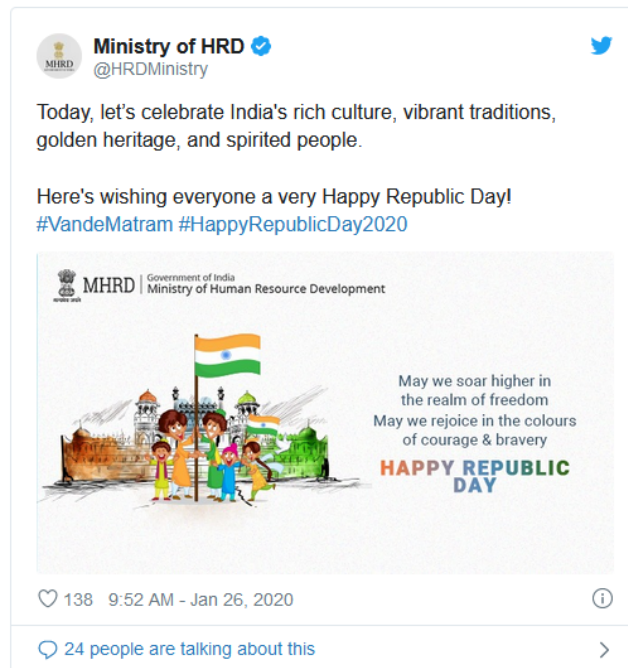 Ministry of HRD
MHRD
@HRDMinistry
Today, let's celebrate India's rich culture, vibrant traditions,
golden heritage, and spirited people.
Here's wishing everyone a very Happy Republic Day!
#VandeMatram #HappyRepublicDay2020
MHRD
Government of India
Ministry of Human Resource Development
May we soar higher in
the realm of freedom
May we rejoice in the colours
of courage & bravery
HAPPY REPUBLIC
DAY
138 9:52 AM - Jan 26, 2020
24 people are talking about this